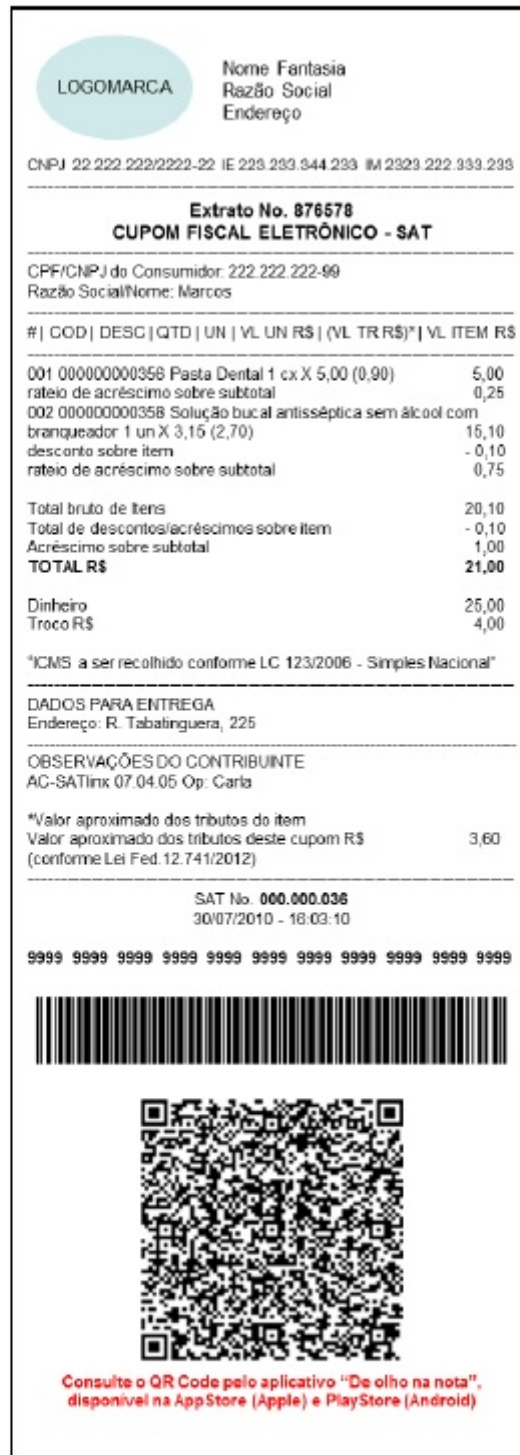 LOGOMARCA
Nome Fantasia
Razão Social
Endereço
CNPJ 22.222.222/2222-22 IE 223.233.344.233 IM 2323.222.333.233
Extrato No. 876578
CUPOM FISCAL ELETRÔNICO - SAT
CPF/CNPJ do Consumidor: 222.222.222-99
Razão Social/Nome: Marcos
# | COD | DESC | QTD | UN | VL UN R$ | (VL TR R$)* | VL ITEM R$
001 000000000356 Pasta Dental 1 cx X 5,00 (0,90) 5,00
rateio de acréscimo sobre subtotal 0,25
002 000000000358 Solução bucal antisséptica sem álcool com
branqueador 1 un X 3,15 (2,70) 15,10
desconto sobre item - 0,10
rateio de acréscimo sobre subtotal 0,75
Total bruto de Itens 20,10
Total de descontos/acréscimos sobre item - 0,10
Acréscimo sobre subtotal 1,00
TOTAL R$ 21,00
Dinheiro 25,00
Troco R$ 4,00
"ICMS a ser recolhido conforme LC 123/2006 - Simples Nacional"
DADOS PARA ENTREGA
Endereço: R. Tabatinguera, 225
OBSERVAÇÕES DO CONTRIBUINTE
AC-SATlinx 07.04.05 Op: Carla
*Valor aproximado dos tributos do item
Valor aproximado dos tributos deste cupom R$ 3,60
(conforme Lei Fed.12.741/2012)
SAT No. 000.000.036
30/07/2010 - 16:03:10
9999 9999 9999 9999 9999 9999 9999 9999 9999 9999 9999
Consulte o QR Code pelo aplicativo "De olho na nota",
disponível na AppStore (Apple) e PlayStore (Android)